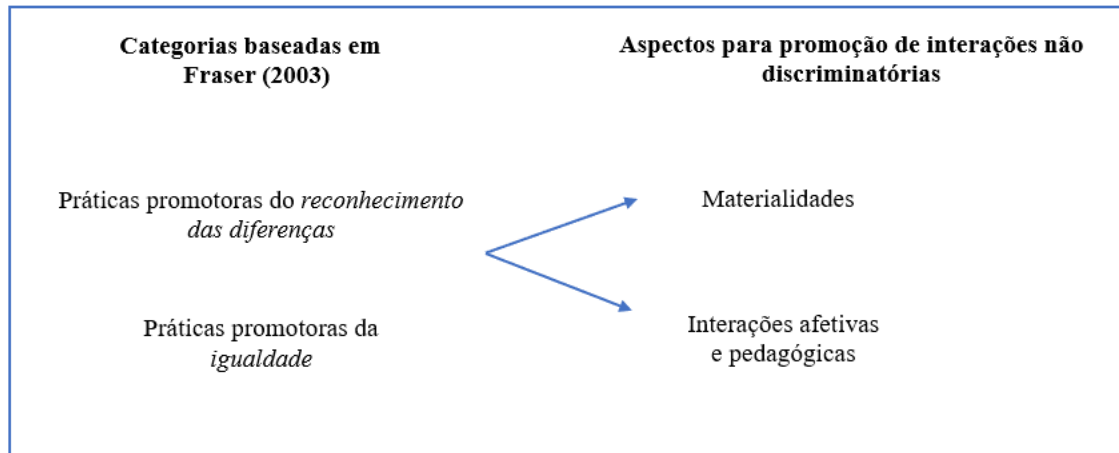 Categorias baseadas em
Fraser (2003)
Aspectos para promoção de interações não
discriminatórias
Práticas promotoras do reconhecimento
das diferenças
Materialidades
Práticas promotoras da
igualdade
Interações afetivas
e pedagógicas